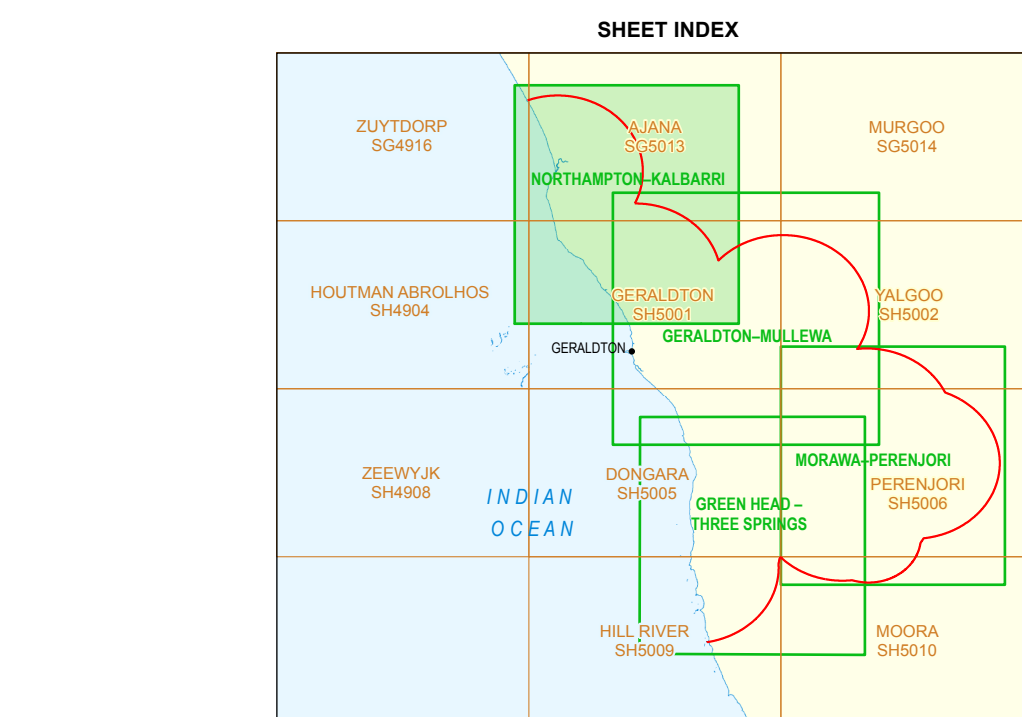 SHEET INDEX
ZUYTDORP
SG4916
AJANA
SG5013
MURGOO
SG5014
NORTHAMPTON–KALBARRI
HOUTMAN ABROLHOS
SH4904
GERALDTON
SH5001
YALGOO
SH5002
GERALDTON–MULLEWA
GERALDTON
ZEEWYJK
SH4908
DONGARA
SH5005
MORAWA–PERENJORI
PERENJORI
SH5006
INDIAN
OCEAN
GREEN HEAD –
THREE SPRINGS
HILL RIVER
SH5009
MOORA
SH5010